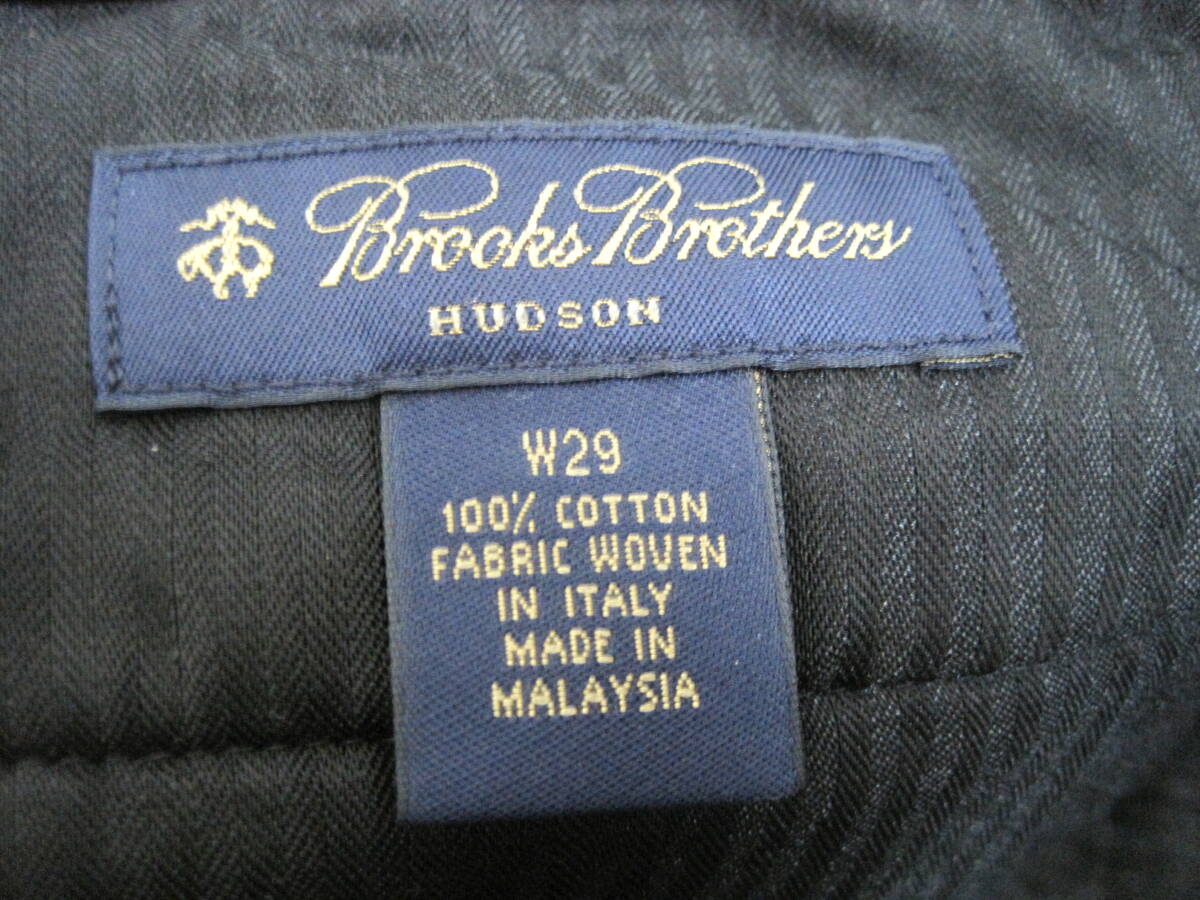 Brooks Brothers
HUDSON
W29
100% COTTON
FABRIC WOVEN
IN ITALY
MADE IN
MALAYSIA